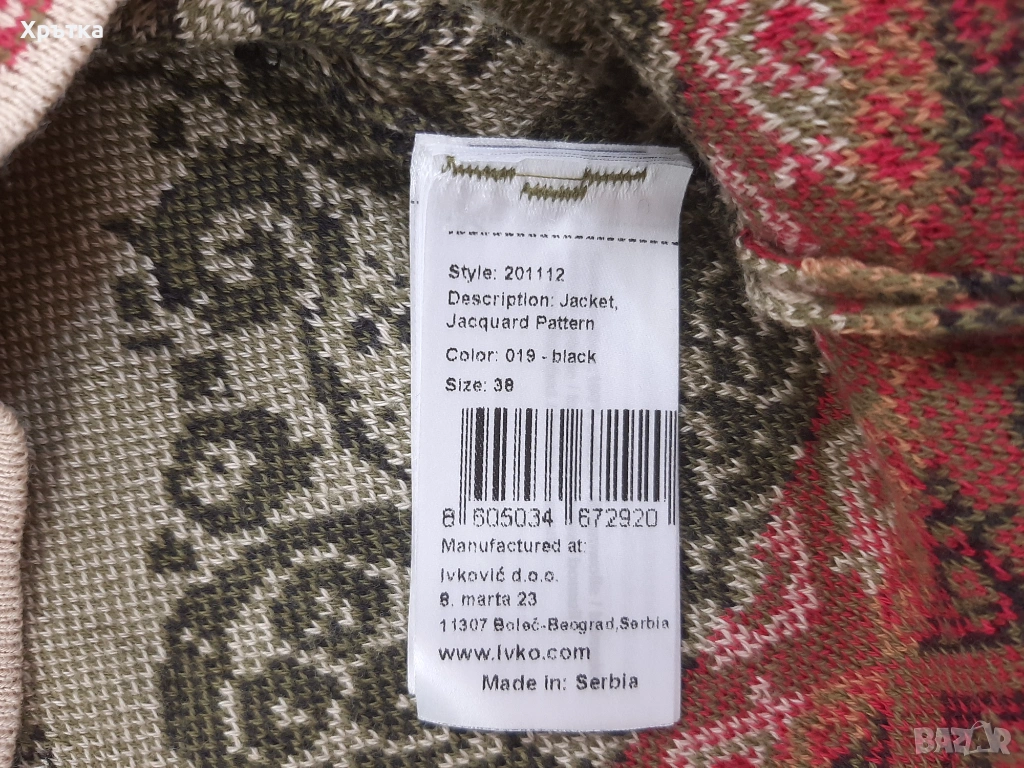 Хрътка
Style: 201112
Description: Jacket,
Jacquard Pattern
Color: 019 - black
Size: 38
8 605034 672920
Manufactured at:
Ivković d.o.o.
8. marta 23
11307 Boleč-Beograd,Serbia
www.Ivko.com
Made in: Serbia
BAZAR